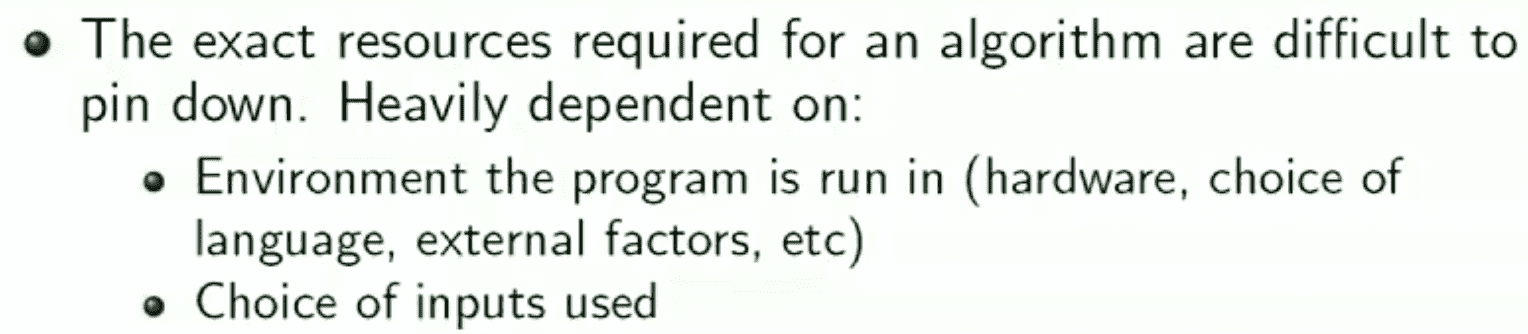 • The exact resources required for an algorithm are difficult to
pin down. Heavily dependent on:
• Environment the program is run in (hardware, choice of
language, external factors, etc)
• Choice of inputs used